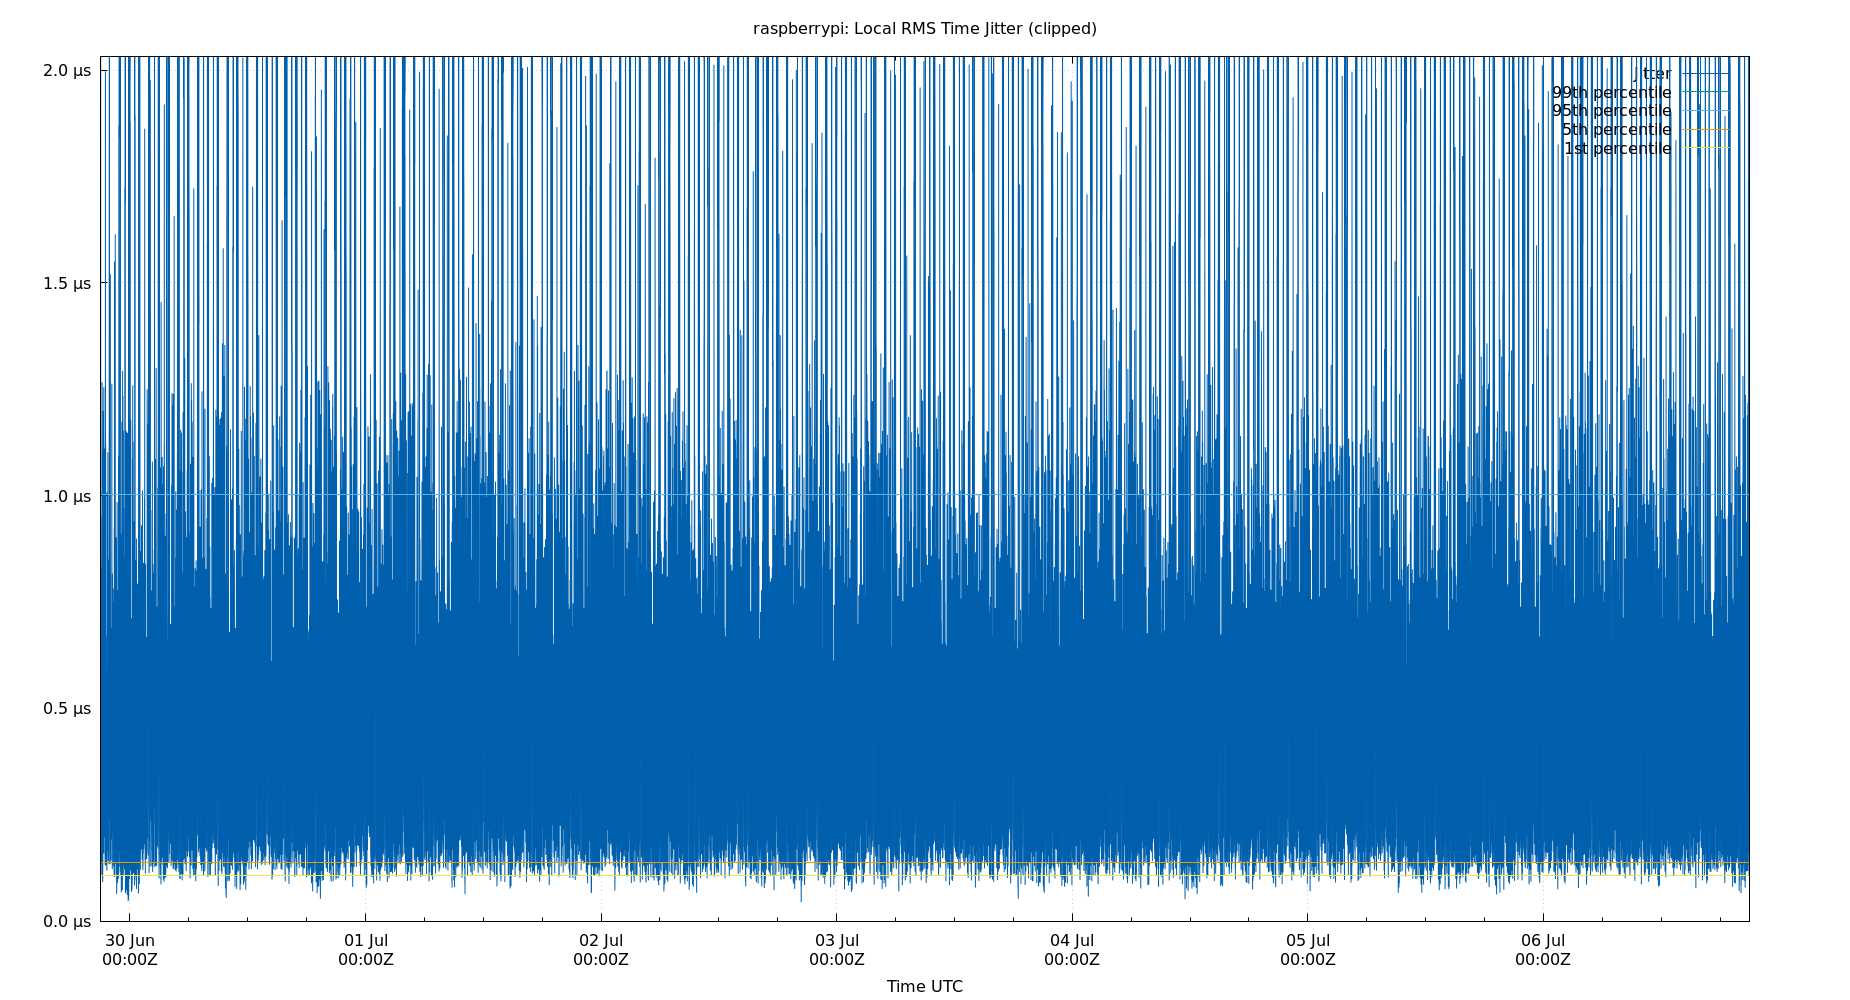 raspberrypi: Local RMS Time Jitter (clipped)
2.0 µs
1.5 µs
1.0 µs
0.5 µs
0.0 µs
jitter
99th percentile
95th percentile
5th percentile
1st percentile
30 Jun 01 Jul 02 Jul 03 Jul 04 Jul 05 Jul 06 Jul
00:00Z 00:00Z 00:00Z 00:00Z 00:00Z 00:00Z 00:00Z
Time UTC